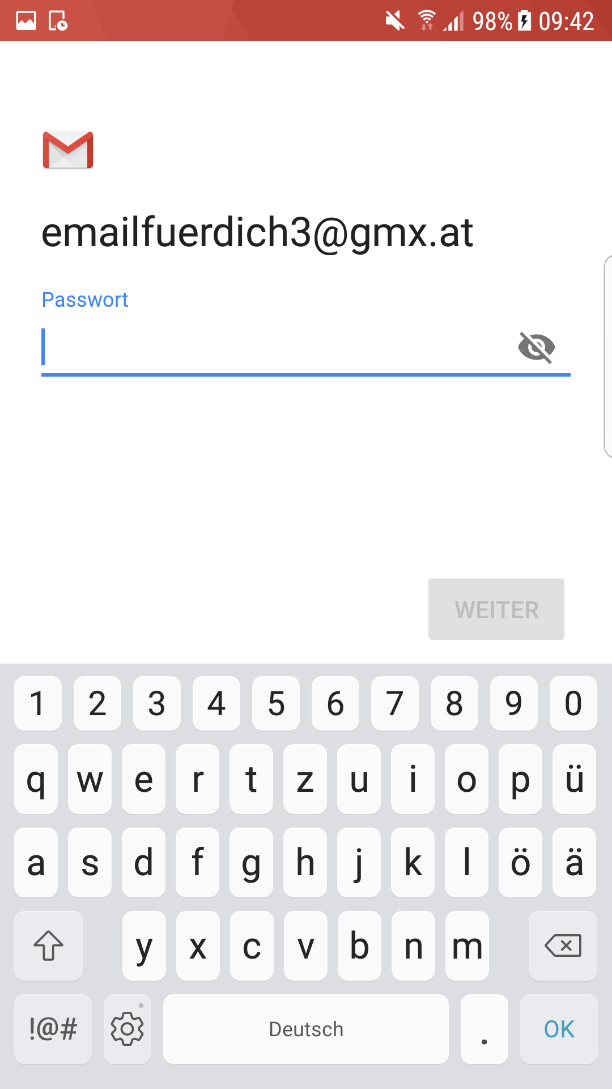 98% 09:42
emailfuerdich3@gmx.at
Passwort
WEITER
1 2 3 4 5 6 7 8 9 0
q w e r t z u i o p ü
a s d f g h j k l ö ä
y x c v b n m
!@# Deutsch . OK